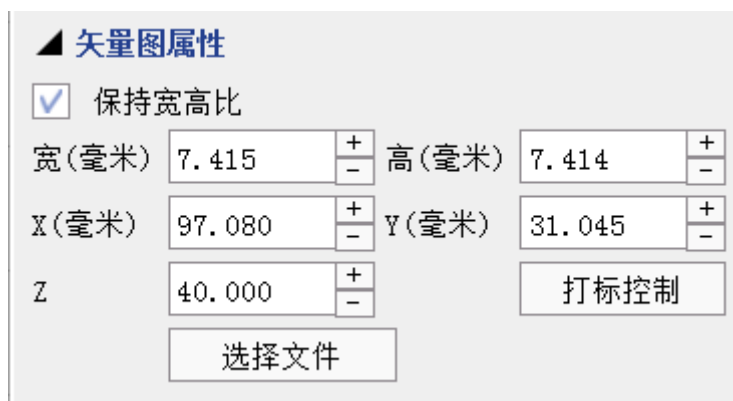 矢量图属性
保持宽高比
宽(毫米) 7.415 + - 高(毫米) 7.414 + -
X(毫米) 97.080 + - Y(毫米) 31.045 + -
Z 40.000 + - 打标控制
选择文件